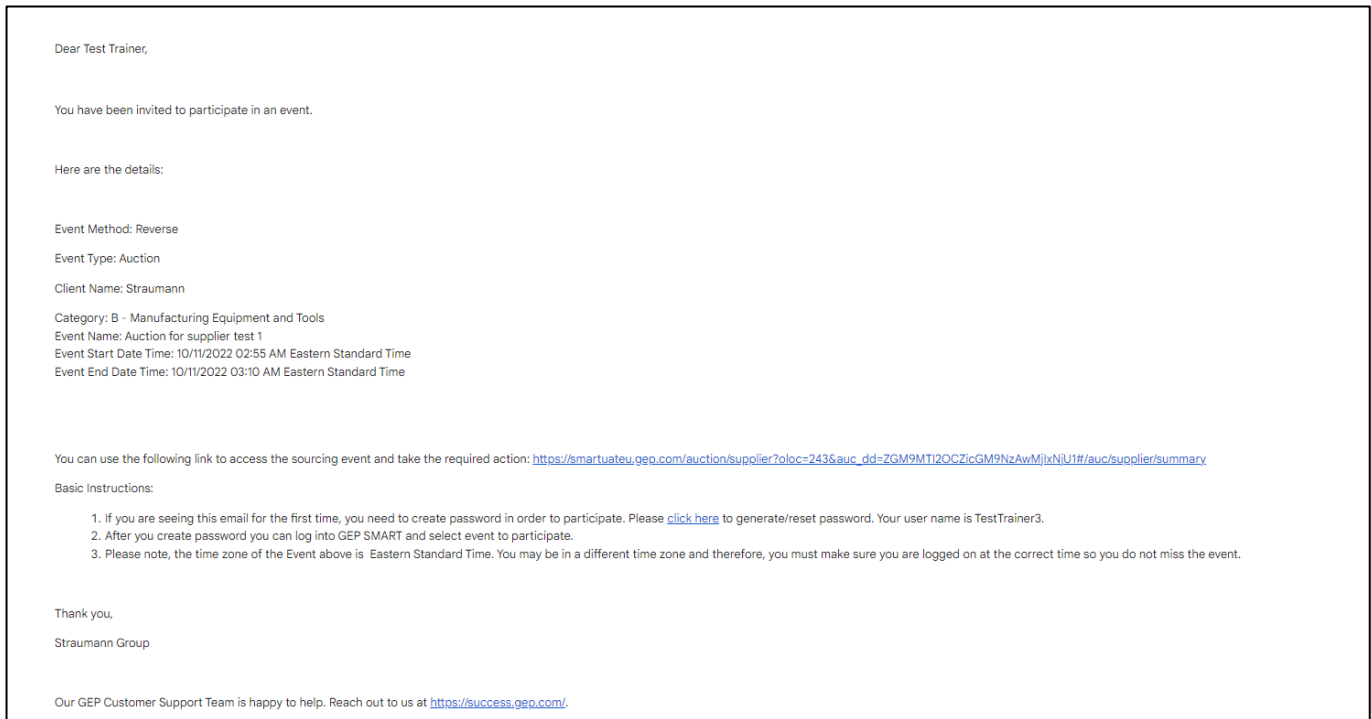 Dear Test Trainer,
You have been invited to participate in an event.
Here are the details:
Event Method: Reverse
Event Type: Auction
Client Name: Straumann
Category: B - Manufacturing Equipment and Tools
Event Name: Auction for supplier test 1
Event Start Date Time: 10/11/2022 02:55 AM Eastern Standard Time
Event End Date Time: 10/11/2022 03:10 AM Eastern Standard Time
You can use the following link to access the sourcing event and take the required action: https://smartuateu.gep.com/auction/supplier?oloc=243&auc_dd=ZGM9MTI2OCZicGM9NzAwMjIxNjU1#/auc/supplier/summary
Basic Instructions:
1. If you are seeing this email for the first time, you need to create password in order to participate. Please click here to generate/reset password. Your user name is TestTrainer3.
2. After you create password you can log into GEP SMART and select event to participate.
3. Please note, the time zone of the Event above is Eastern Standard Time. You may be in a different time zone and therefore, you must make sure you are logged on at the correct time so you do not miss the event.
Thank you,
Straumann Group
Our GEP Customer Support Team is happy to help. Reach out to us at https://success.gep.com/.